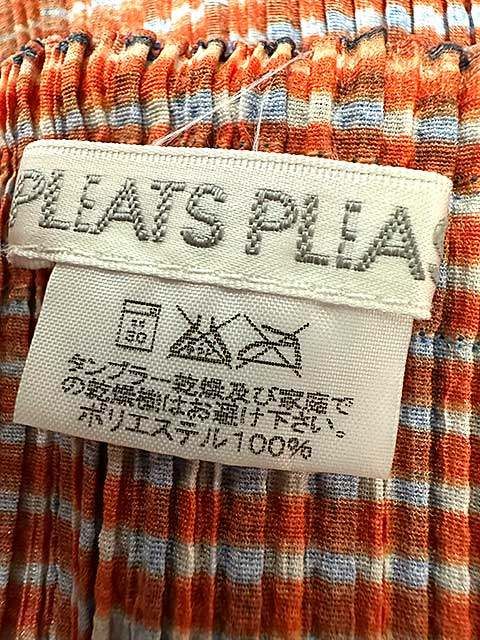 PLEATS PLEAS
タンブラー乾燥及び家庭で
の乾燥機はお避け下さい。
ポリエステル100%